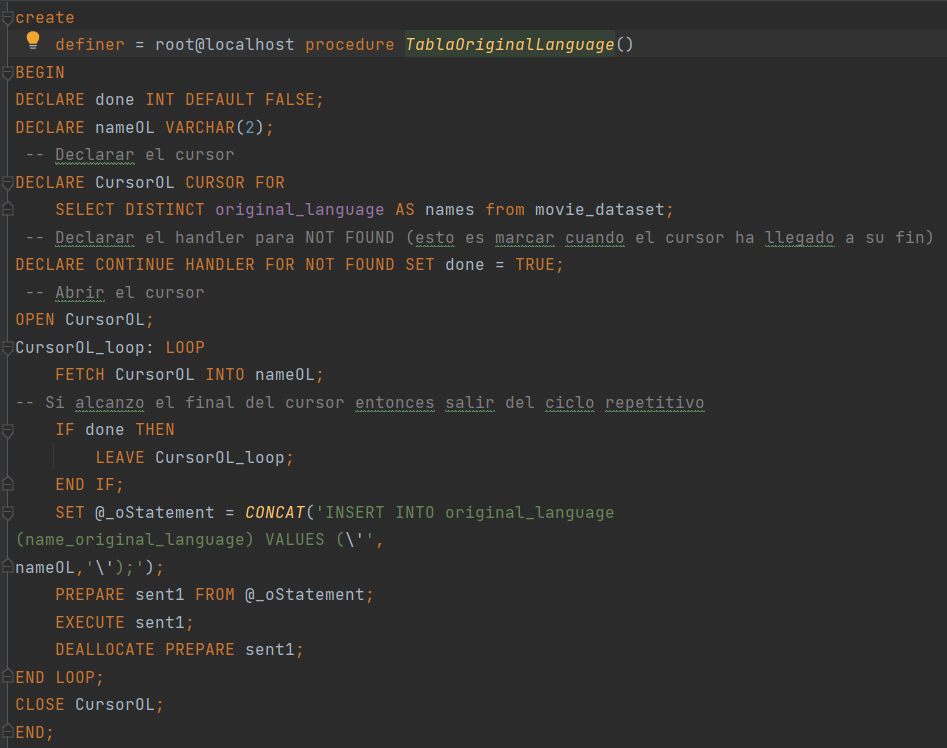 create
    definer = root@localhost procedure TablaOriginalLanguage()
BEGIN
DECLARE done INT DEFAULT FALSE;
DECLARE nameOL VARCHAR(2);
 -- Declarar el cursor
DECLARE CursorOL CURSOR FOR
    SELECT DISTINCT original_language AS names from movie_dataset;
 -- Declarar el handler para NOT FOUND (esto es marcar cuando el cursor ha llegado a su fin)
DECLARE CONTINUE HANDLER FOR NOT FOUND SET done = TRUE;
 -- Abrir el cursor
OPEN CursorOL;
CursorOL_loop: LOOP
    FETCH CursorOL INTO nameOL;
-- Si alcanzo el final del cursor entonces salir del ciclo repetitivo
    IF done THEN
        LEAVE CursorOL_loop;
    END IF;
    SET @_oStatement = CONCAT('INSERT INTO original_language
(name_original_language) VALUES (\'',
nameOL,'\');');
    PREPARE sent1 FROM @_oStatement;
    EXECUTE sent1;
    DEALLOCATE PREPARE sent1;
END LOOP;
CLOSE CursorOL;
END;